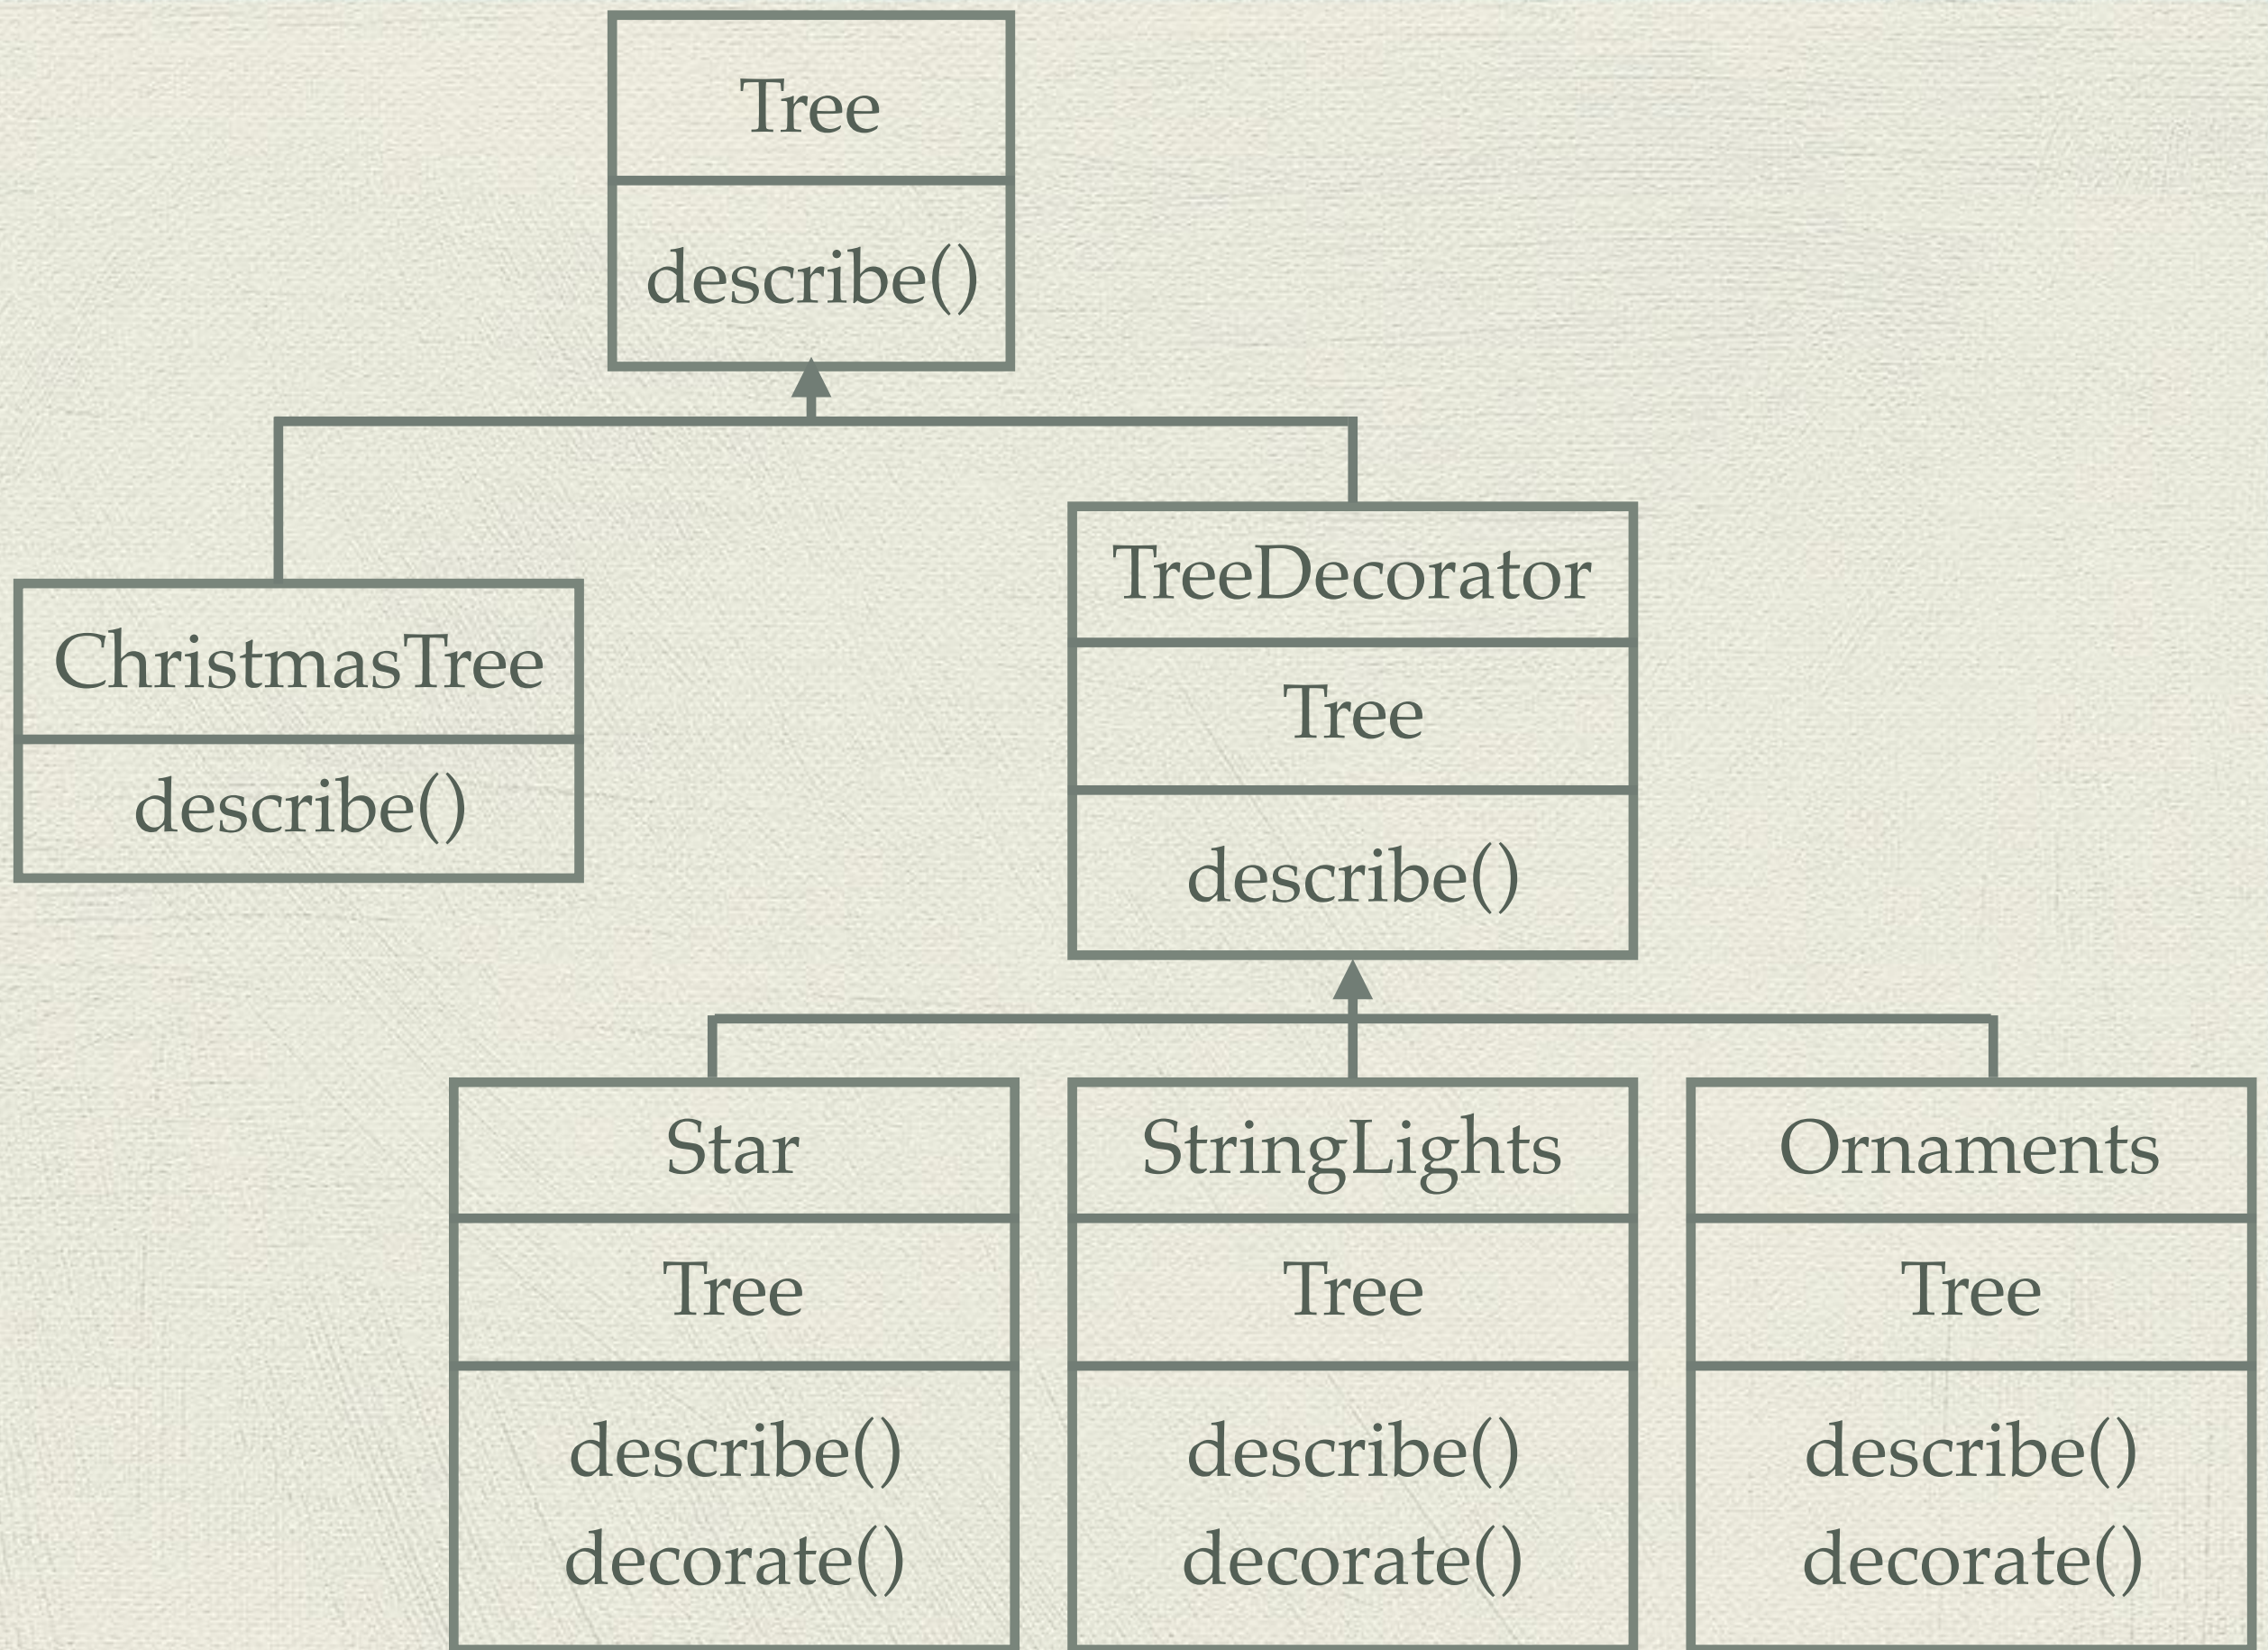 Tree
describe()
ChristmasTree
describe()
TreeDecorator
Tree
describe()
Star
Tree
describe()
decorate()
StringLights
Tree
describe()
decorate()
Ornaments
Tree
describe()
decorate()